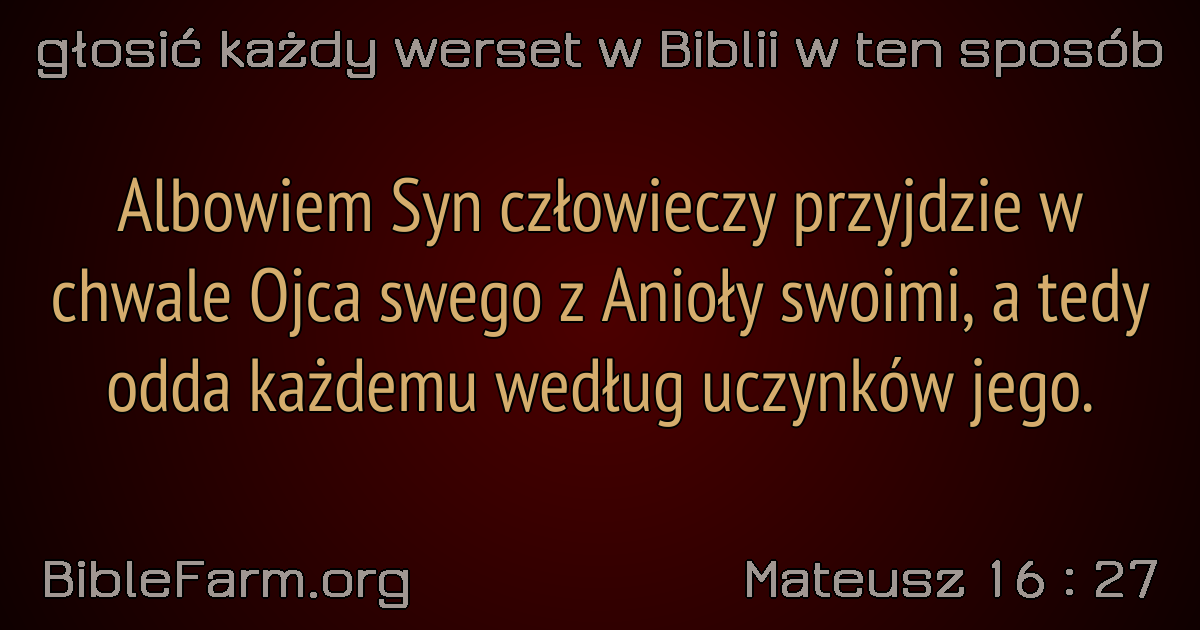 głosić każdy werset w Biblii w ten sposób
Albowiem Syn człowieczy przyjdzie w
chwale Ojca swego z Anioły swoimi, a tedy
odda każdemu według uczynków jego.
BibleFarm.org
Mateusz 16 : 27